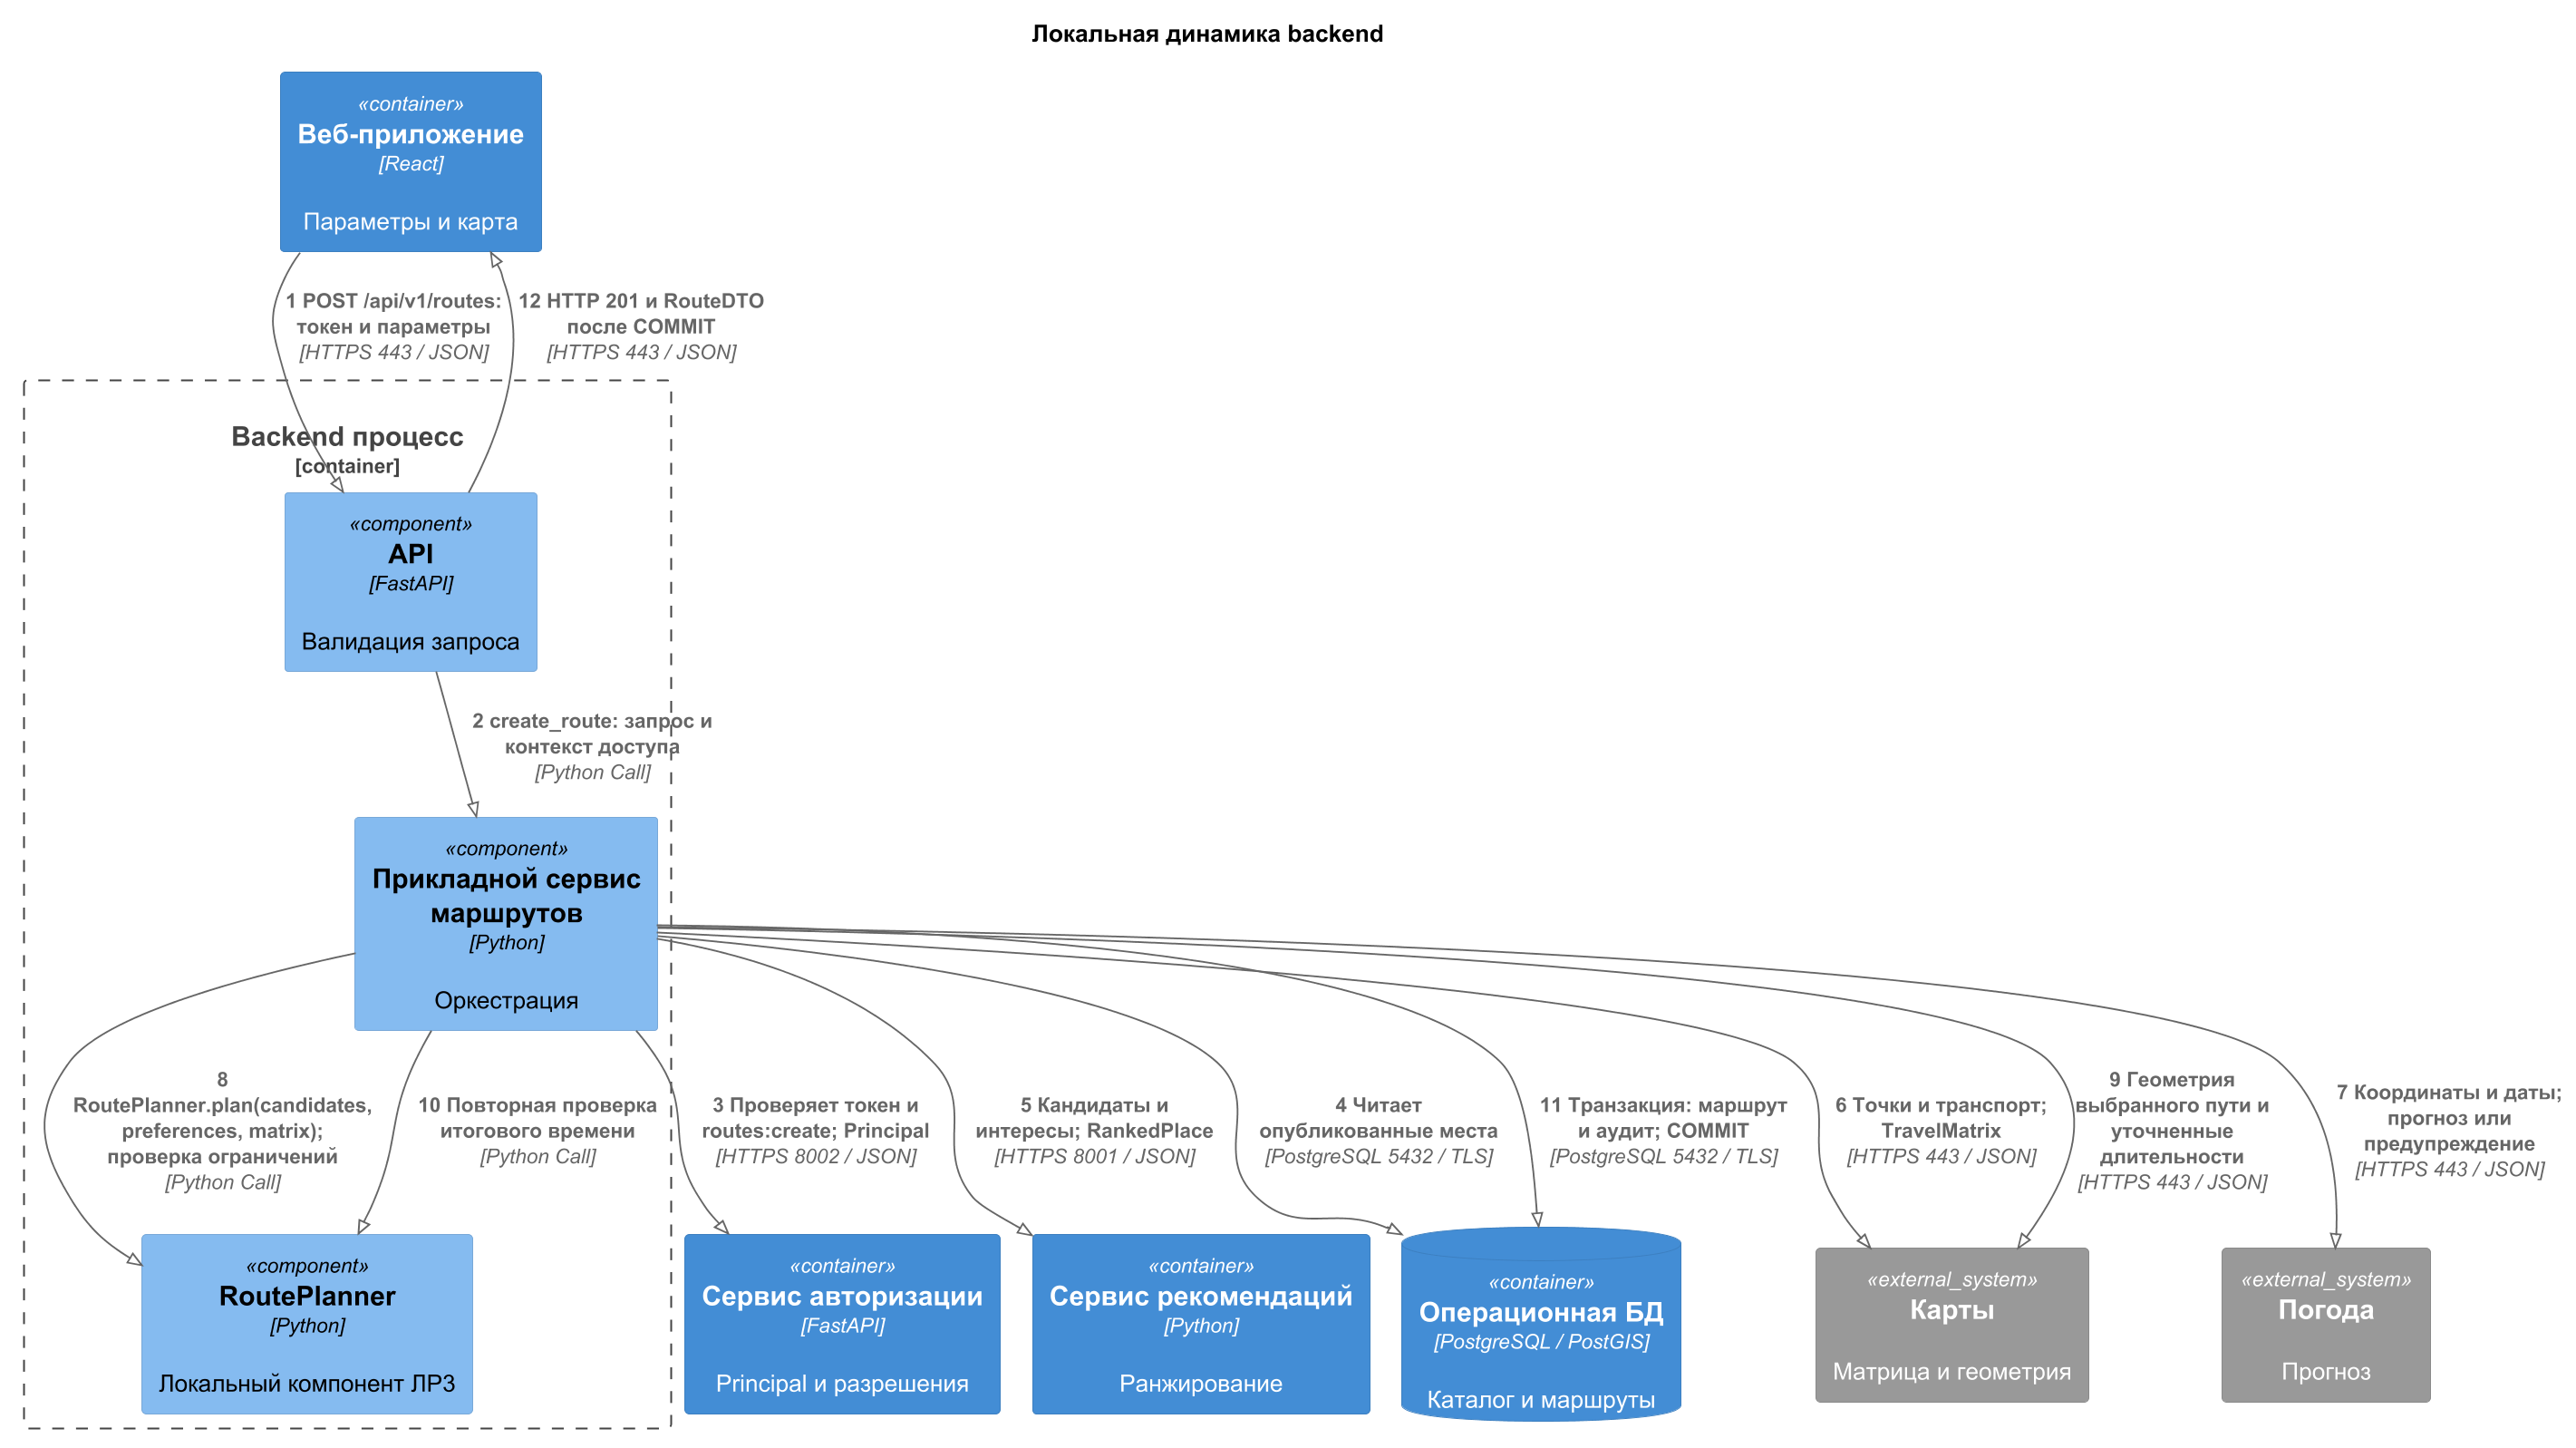 Локальная динамика backend
«container»
Веб-приложение
[React]
Параметры и карта
1 POST /api/v1/routes:
токен и параметры
[HTTPS 443 / JSON]
12 HTTP 201 и RouteDTO
после COMMIT
[HTTPS 443 / JSON]
Backend процесс
[container]
«component»
API
[FastAPI]
Валидация запроса
2 create_route: запрос и
контекст доступа
[Python Call]
«component»
Прикладной сервис
маршрутов
[Python]
Оркестрация
8
RoutePlanner.plan(candidates,
preferences, matrix);
проверка ограничений
[Python Call]
10 Повторная проверка
итогового времени
[Python Call]
3 Проверяет токен и
routes:create; Principal
[HTTPS 8002 / JSON]
5 Кандидаты и
интересы; RankedPlace
[HTTPS 8001 / JSON]
4 Читает
опубликованные места
[PostgreSQL 5432 / TLS]
11 Транзакция: маршрут
и аудит; COMMIT
[PostgreSQL 5432 / TLS]
6 Точки и транспорт;
TravelMatrix
[HTTPS 443 / JSON]
9 Геометрия
выбранного пути и
уточненные
длительности
[HTTPS 443 / JSON]
7 Координаты и даты;
прогноз или
предупреждение
[HTTPS 443 / JSON]
«component»
RoutePlanner
[Python]
Локальный компонент ЛР3
«container»
Сервис авторизации
[FastAPI]
Principal и разрешения
«container»
Сервис рекомендаций
[Python]
Ранжирование
«container»
Операционная БД
[PostgreSQL / PostGIS]
Каталог и маршруты
«external_system»
Карты
Матрица и геометрия
«external_system»
Погода
Прогноз